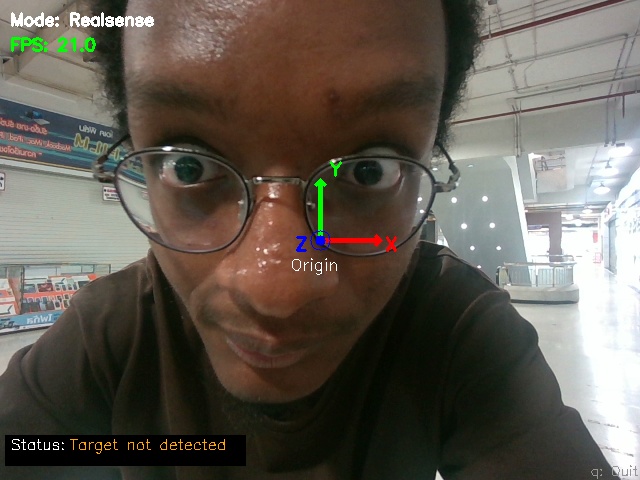 Mode: Realsense
FPS: 21.0
Y
Z
X
Origin
Status: Target not detected
q: Quit